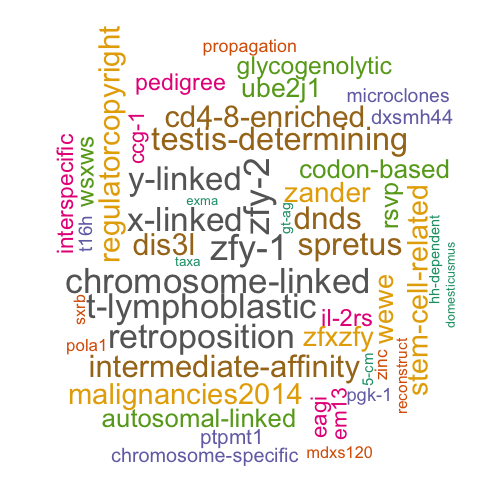 propagation
glycogenolytic
pedigree
ube2j1
microclones
regulatorcopyright
ccg-1
cd4-8-enriched
dxsmh44
testis-determining
interspecific
wsxws
t16h
y-linked
zfy-2
codon-based
exma
zander
rsvp
x-linked
gt-ag
dnds
stem-cell-related
hh-dependent
dis3l
zfy-1
spretus
domesticusmus
taxa
chromosome-linked
wewe
sxrb
t-lymphoblastic
il-2rs
pola1
retroposition
zfxzfy
zinc
reconstruct
intermediate-affinity
5-cm
malignancies2014
eagi
em13
pgk-1
autosomal-linked
ptpmt1
chromosome-specific
mdxs120